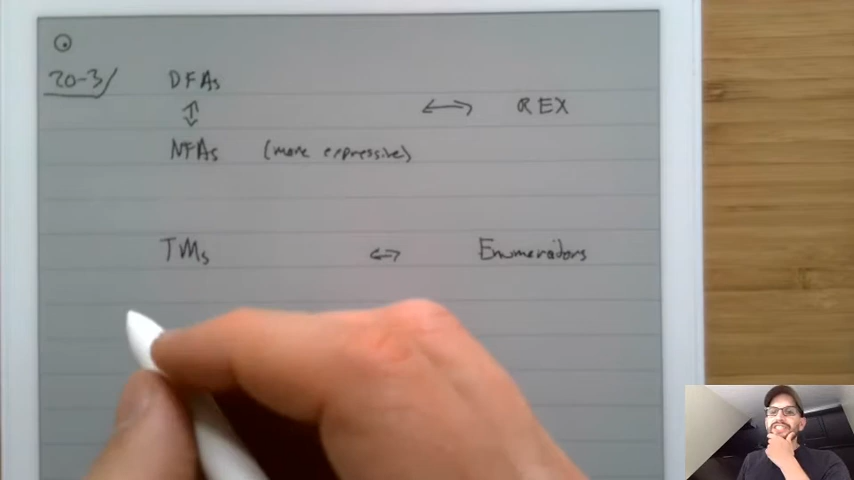 20-3/ DFAs
↕ ↔ REX
NFAs (more expressive)
TMs ↔ Enumerators